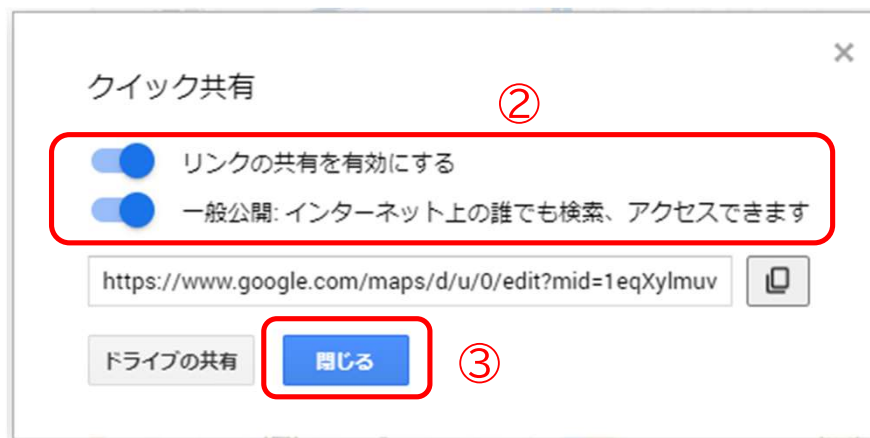 ×
クイック共有
②
リンクの共有を有効にする
一般公開: インターネット上の誰でも検索、アクセスできます
https://www.google.com/maps/d/u/0/edit?mid=1eqXylmuv
ドライブの共有
閉じる
③